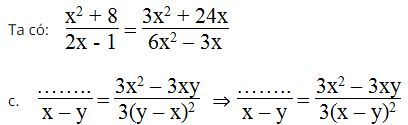 Ta có: (x² + 8)/(2x - 1) = (3x² + 24x)/(6x² – 3x)
c. ........./(x – y) = (3x² – 3xy)/(3(y – x)²) ⇒ ........./(x – y) = (3x² – 3xy)/(3(x – y)²)